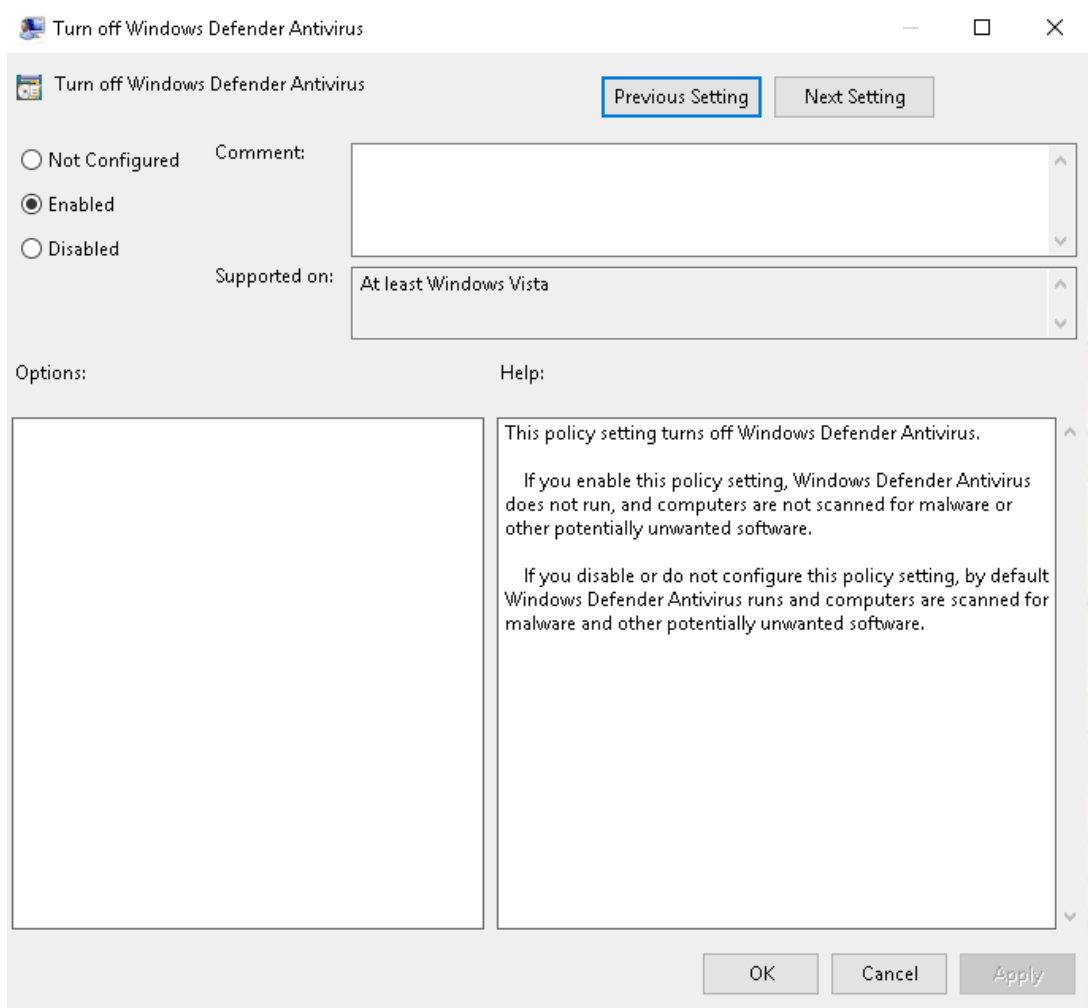 Turn off Windows Defender Antivirus
Turn off Windows Defender Antivirus
Previous Setting
Next Setting
Not Configured
Comment:
Enabled
Disabled
Supported on:
At least Windows Vista
Options:
Help:
This policy setting turns off Windows Defender Antivirus.
If you enable this policy setting, Windows Defender Antivirus
does not run, and computers are not scanned for malware or
other potentially unwanted software.
If you disable or do not configure this policy setting, by default
Windows Defender Antivirus runs and computers are scanned for
malware and other potentially unwanted software.
OK
Cancel
Apply